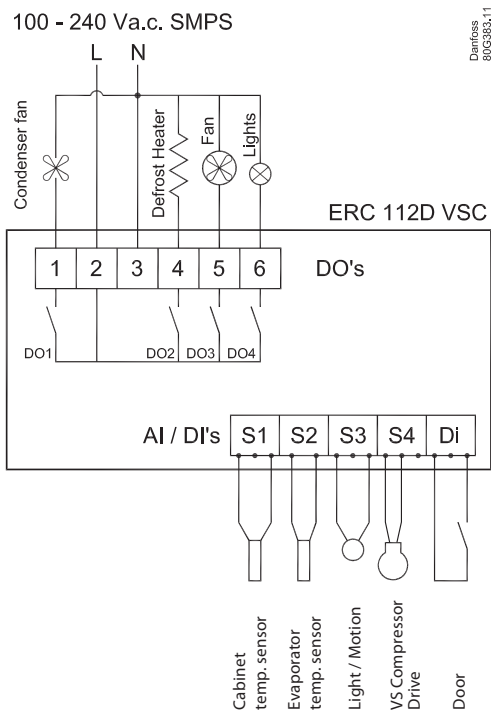 100 - 240 Va.c. SMPS
Danfoss
80G383.11
L N
Condenser fan
Defrost Heater
Fan
Lights
ERC 112D VSC
1 2 3 4 5 6 DO's
DO1 DO2 DO3 DO4
AI / DI's S1 S2 S3 S4 Di
Cabinet
temp. sensor
Evaporator
temp. sensor
Light / Motion
VS Compressor
Drive
Door